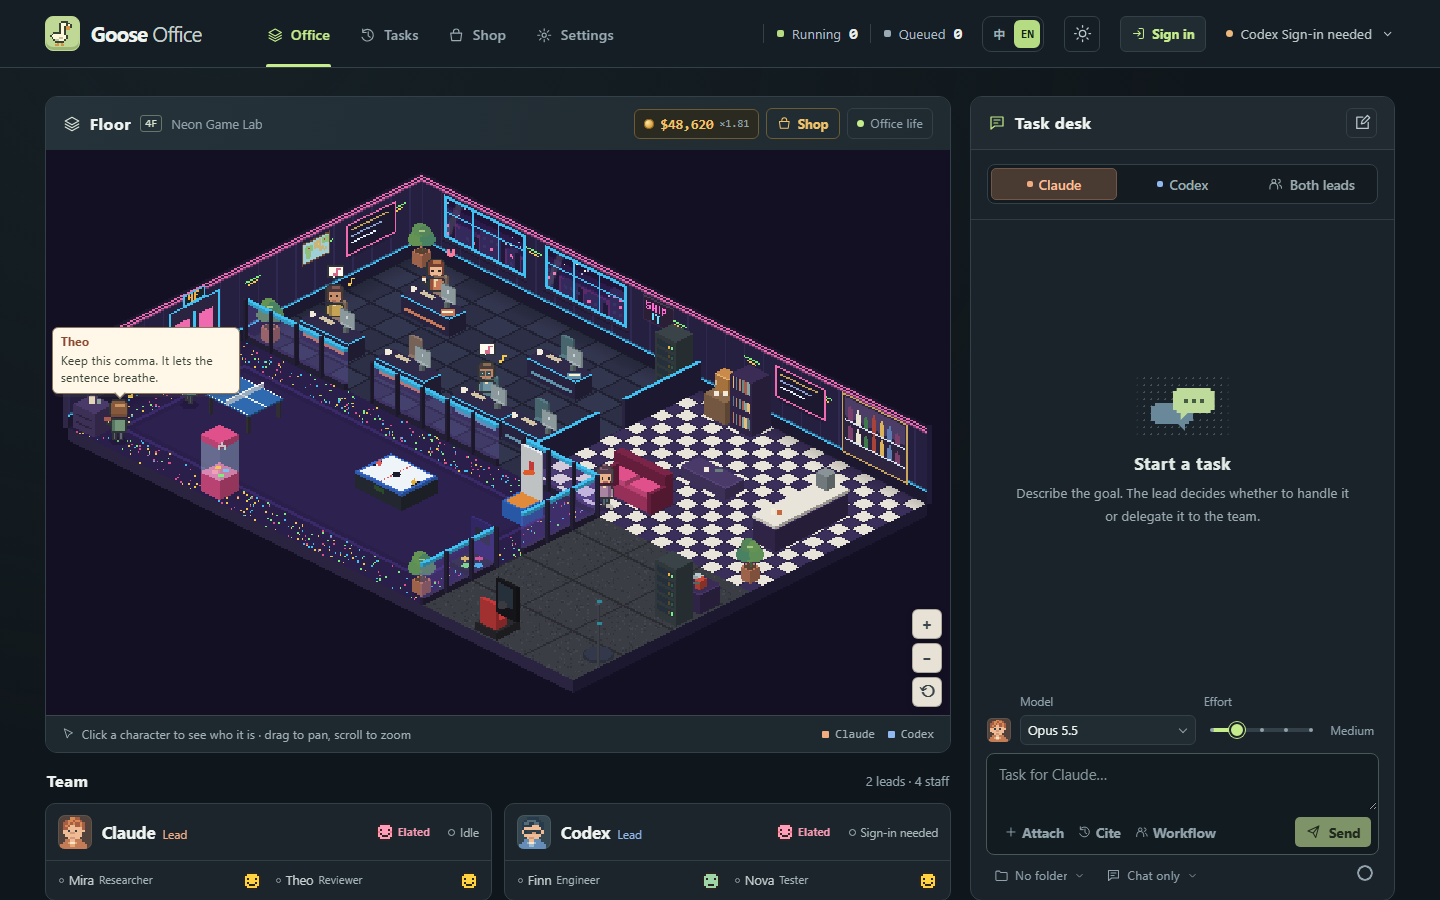 Goose Office
Office
Tasks
Shop
Settings
Running 0
Queued 0
中
EN
Sign in
Codex Sign-in needed
Floor
4F
Neon Game Lab
$48,620 ×1.81
Shop
Office life
Theo
Keep this comma. It lets the
sentence breathe.
SHIP
IT
+
−
Click a character to see who it is · drag to pan, scroll to zoom
Claude
Codex
Team
2 leads · 4 staff
Claude Lead
Elated
Idle
Mira Researcher
Theo Reviewer
Codex Lead
Elated
Sign-in needed
Finn Engineer
Nova Tester
Task desk
Claude
Codex
Both leads
Start a task
Describe the goal. The lead decides whether to handle it
or delegate it to the team.
Model
Effort
Opus 5.5
Medium
Task for Claude...
Attach
Cite
Workflow
Send
No folder
Chat only